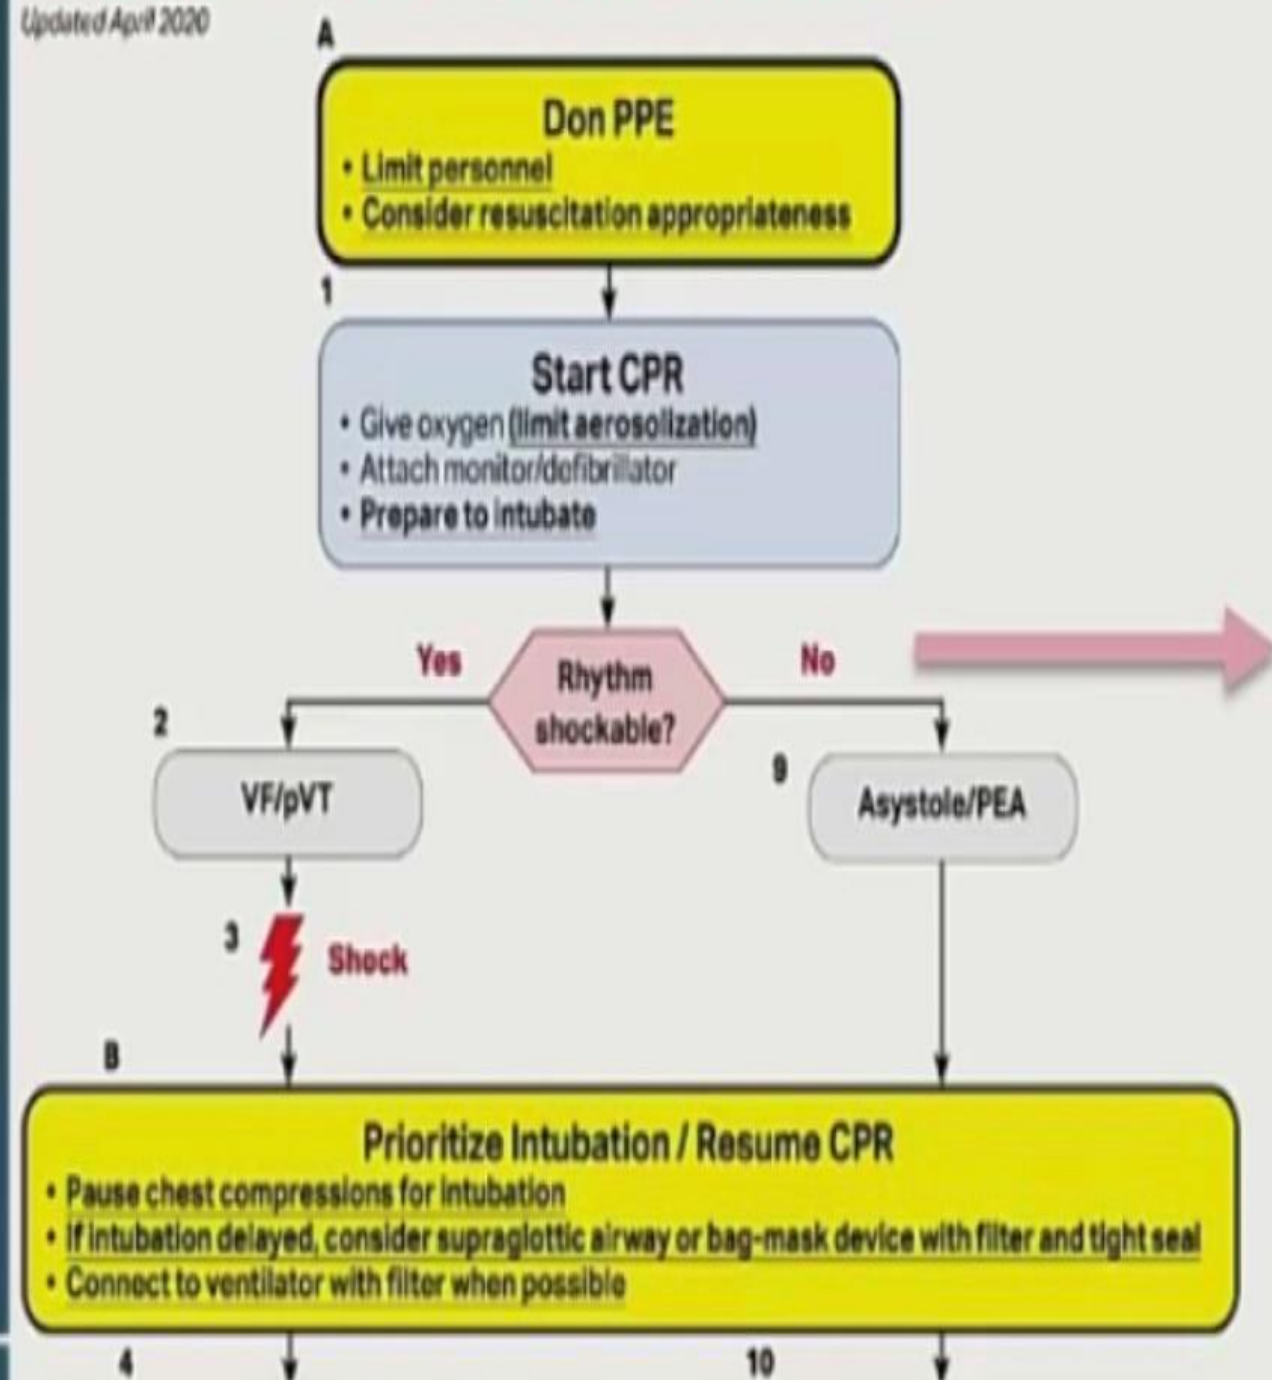 Updated April 2020
A
Don PPE
• Limit personnel
• Consider resuscitation appropriateness
1
Start CPR
• Give oxygen (limit aerosolization)
• Attach monitor/defibrillator
• Prepare to intubate
Yes
Rhythm
shockable?
No
2
VF/pVT
9
Asystole/PEA
3
Shock
B
Prioritize Intubation / Resume CPR
• Pause chest compressions for intubation
• If intubation delayed, consider supraglottic airway or bag-mask device with filter and tight seal
• Connect to ventilator with filter when possible
4
10